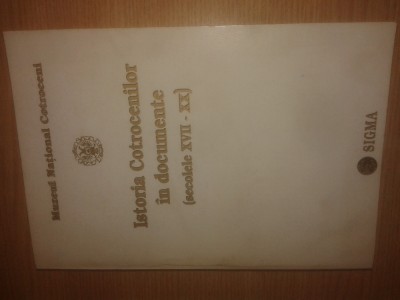 Muzeul Național Cotroceni
Istoria Cotrocenilor
în documente
(secolele XVII - XX)
SIGMA